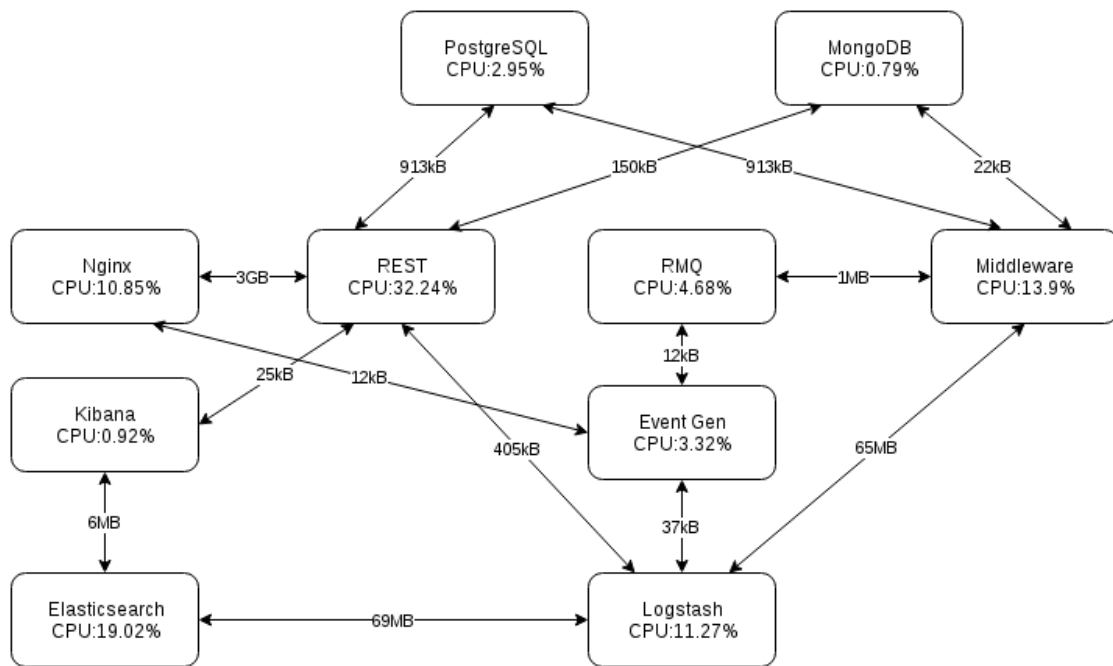 PostgreSQL
CPU:2.95%
MongoDB
CPU:0.79%
913kB
150kB
913kB
22kB
Nginx
CPU:10.85%
3GB
REST
CPU:32.24%
RMQ
CPU:4.68%
1MB
Middleware
CPU:13.9%
25kB
12kB
12kB
Kibana
CPU:0.92%
Event Gen
CPU:3.32%
405kB
65MB
6MB
37kB
Elasticsearch
CPU:19.02%
69MB
Logstash
CPU:11.27%